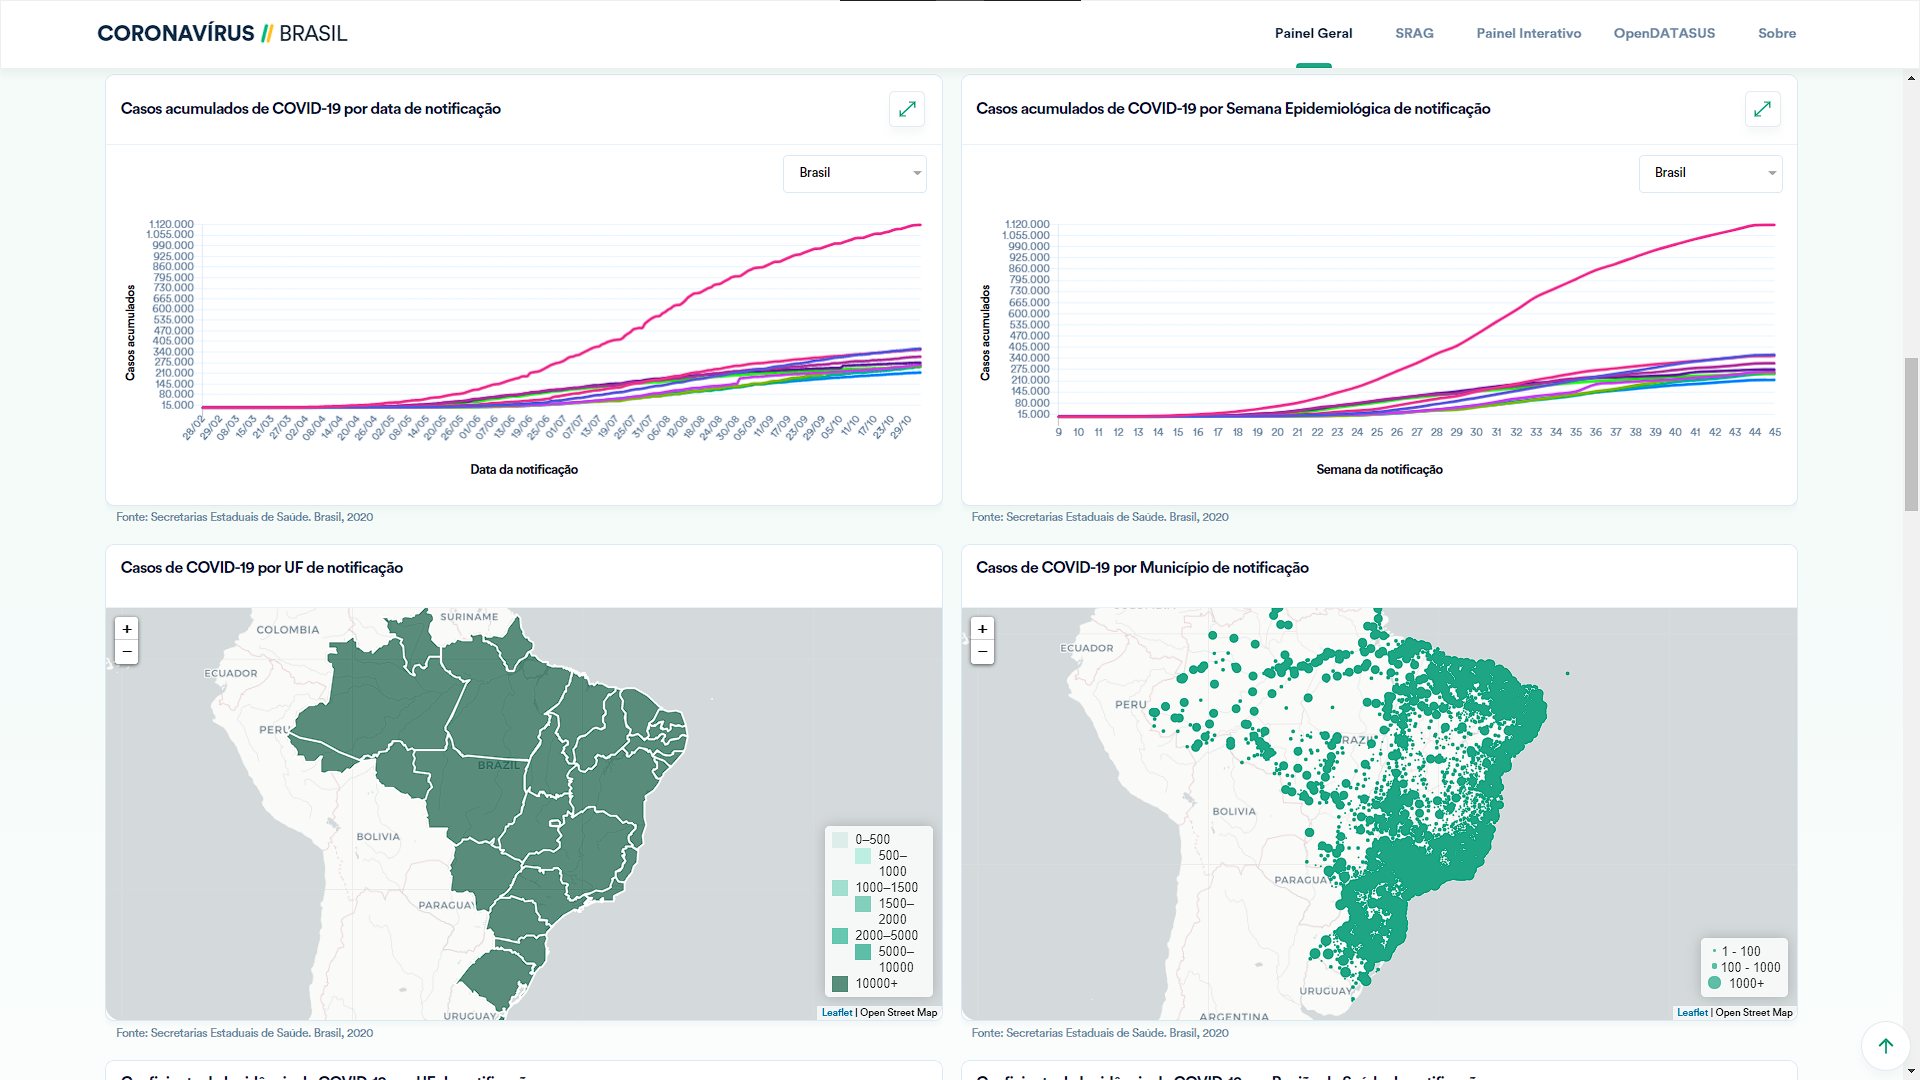 CORONAVÍRUS // BRASIL
Painel Geral
SRAG
Painel Interativo
OpenDATASUS
Sobre
Casos acumulados de COVID-19 por data de notificação
Brasil
Casos acumulados
1.120.000
1.055.000
990.000
925.000
860.000
795.000
730.000
665.000
600.000
535.000
470.000
405.000
340.000
275.000
210.000
145.000
80.000
15.000
28/02 29/02 08/03 15/03 21/03 27/03 02/04 08/04 14/04 20/04 26/04 02/05 08/05 14/05 20/05 26/05 01/06 07/06 13/06 19/06 25/06 01/07 07/07 13/07 19/07 25/07 31/07 06/08 12/08 18/08 24/08 30/08 05/09 11/09 17/09 23/09 29/09 05/10 11/10 17/10 23/10 29/10
Data da notificação
Fonte: Secretarias Estaduais de Saúde. Brasil, 2020
Casos acumulados de COVID-19 por Semana Epidemiológica de notificação
Brasil
Casos acumulados
1.120.000
1.055.000
990.000
925.000
860.000
795.000
730.000
665.000
600.000
535.000
470.000
405.000
340.000
275.000
210.000
145.000
80.000
15.000
9 10 11 12 13 14 15 16 17 18 19 20 21 22 23 24 25 26 27 28 29 30 31 32 33 34 35 36 37 38 39 40 41 42 43 44 45
Semana da notificação
Fonte: Secretarias Estaduais de Saúde. Brasil, 2020
Casos de COVID-19 por UF de notificação
+
−
SURINAME
COLOMBIA
ECUADOR
PERU
BRAZIL
BOLIVIA
PARAGUAY
URUGUAY
0–500
500–
1000
1000–1500
1500–
2000
2000–5000
5000–
10000
10000+
Leaflet | Open Street Map
Fonte: Secretarias Estaduais de Saúde. Brasil, 2020
Casos de COVID-19 por Município de notificação
+
−
ECUADOR
PERU
BRAZIL
BOLIVIA
PARAGUAY
URUGUAY
ARGENTINA
1 - 100
100 - 1000
1000+
Leaflet | Open Street Map
Fonte: Secretarias Estaduais de Saúde. Brasil, 2020